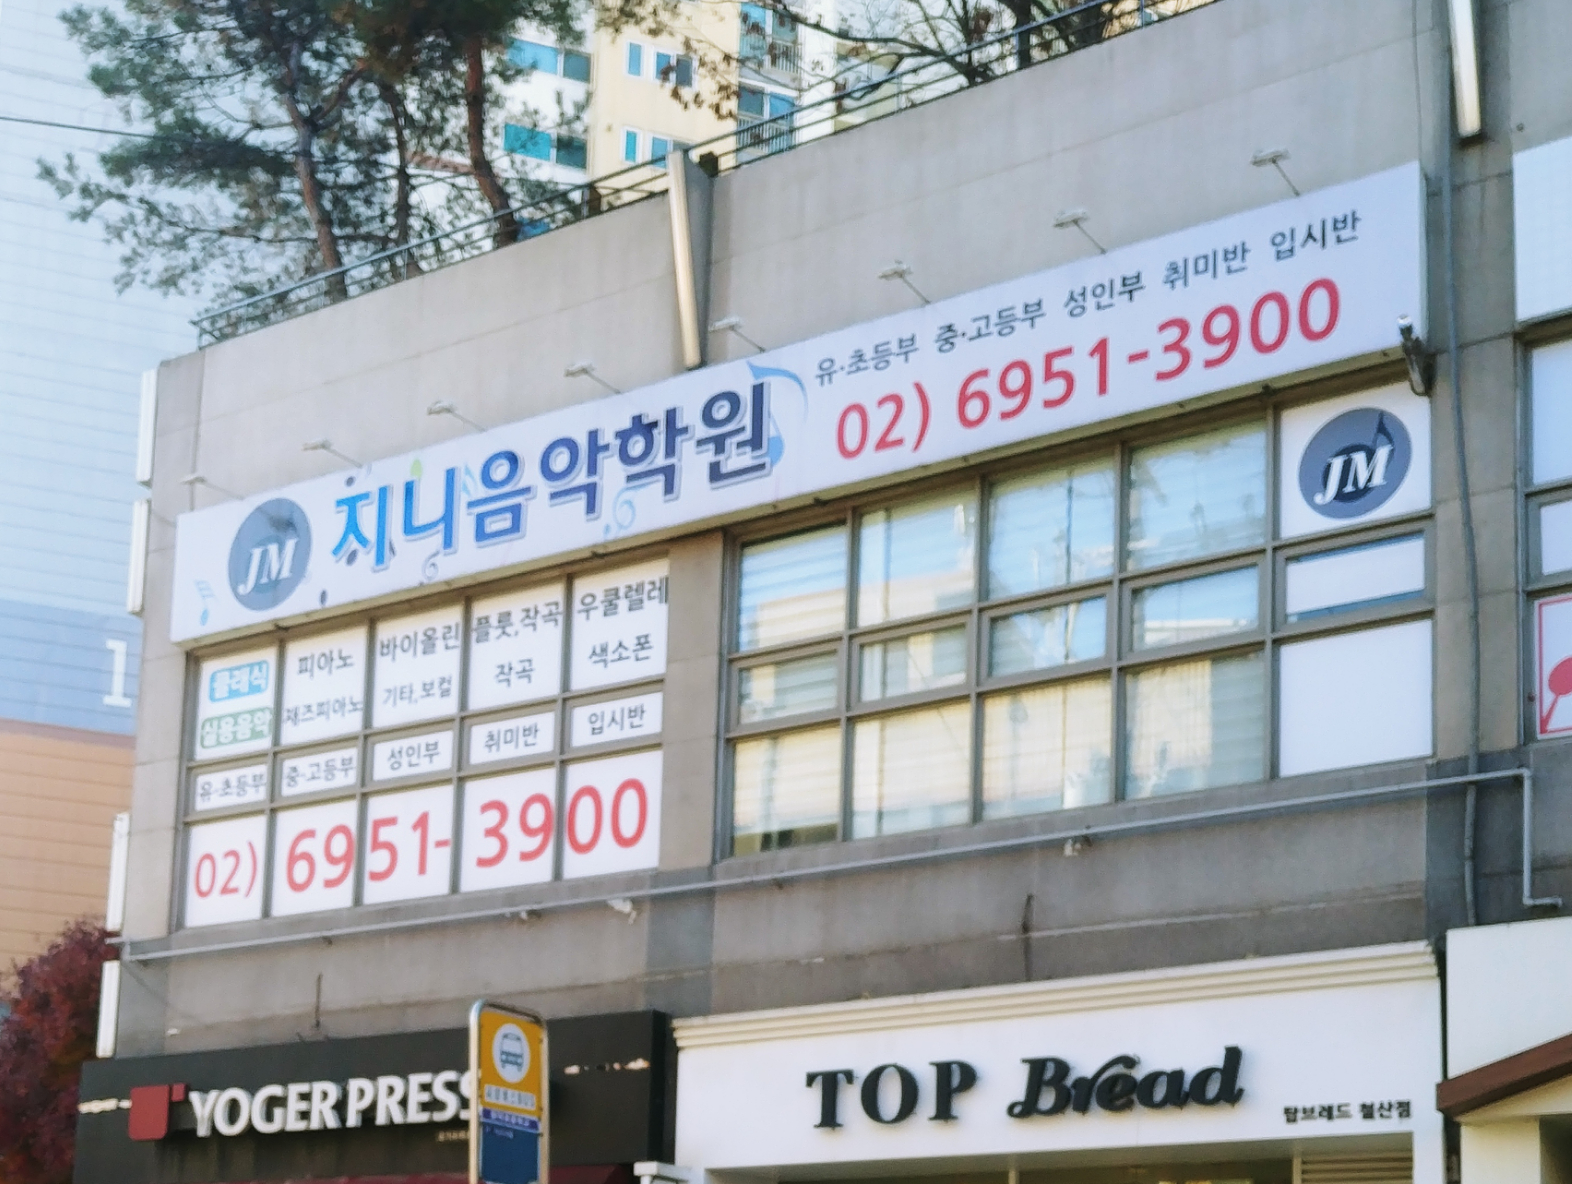 JM 지니음악학원
유·초등부 중·고등부 성인부 취미반 입시반
02) 6951-3900
JM
클래식 피아노 바이올린 플룻,작곡 우쿨렐레
실용음악 재즈피아노 기타,보컬 작곡 색소폰
유·초등부 중·고등부 성인부 취미반 입시반
02) 6951-3900
1
YOGER PRESS
TOP Bread
탑브레드 철산점